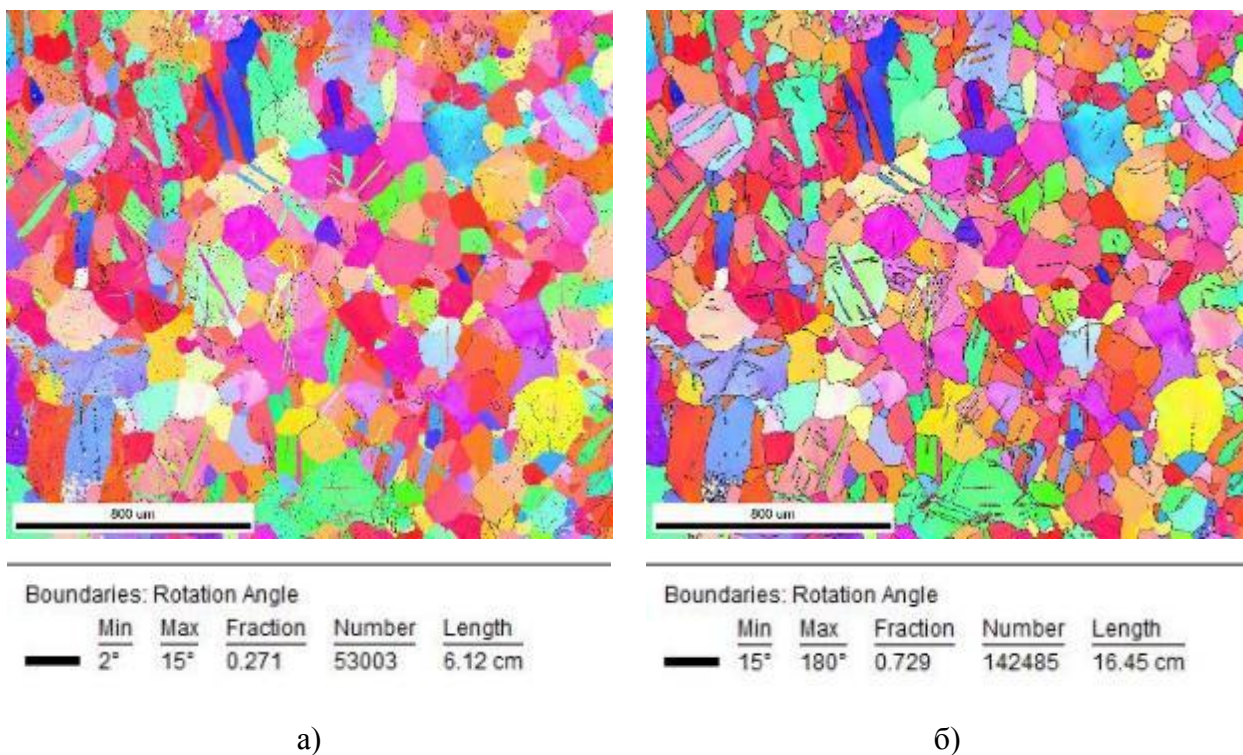 800 um
800 um
Boundaries: Rotation Angle
Min Max Fraction Number Length
2° 15° 0.271 53003 6.12 cm
Boundaries: Rotation Angle
Min Max Fraction Number Length
15° 180° 0.729 142485 16.45 cm
а)
б)